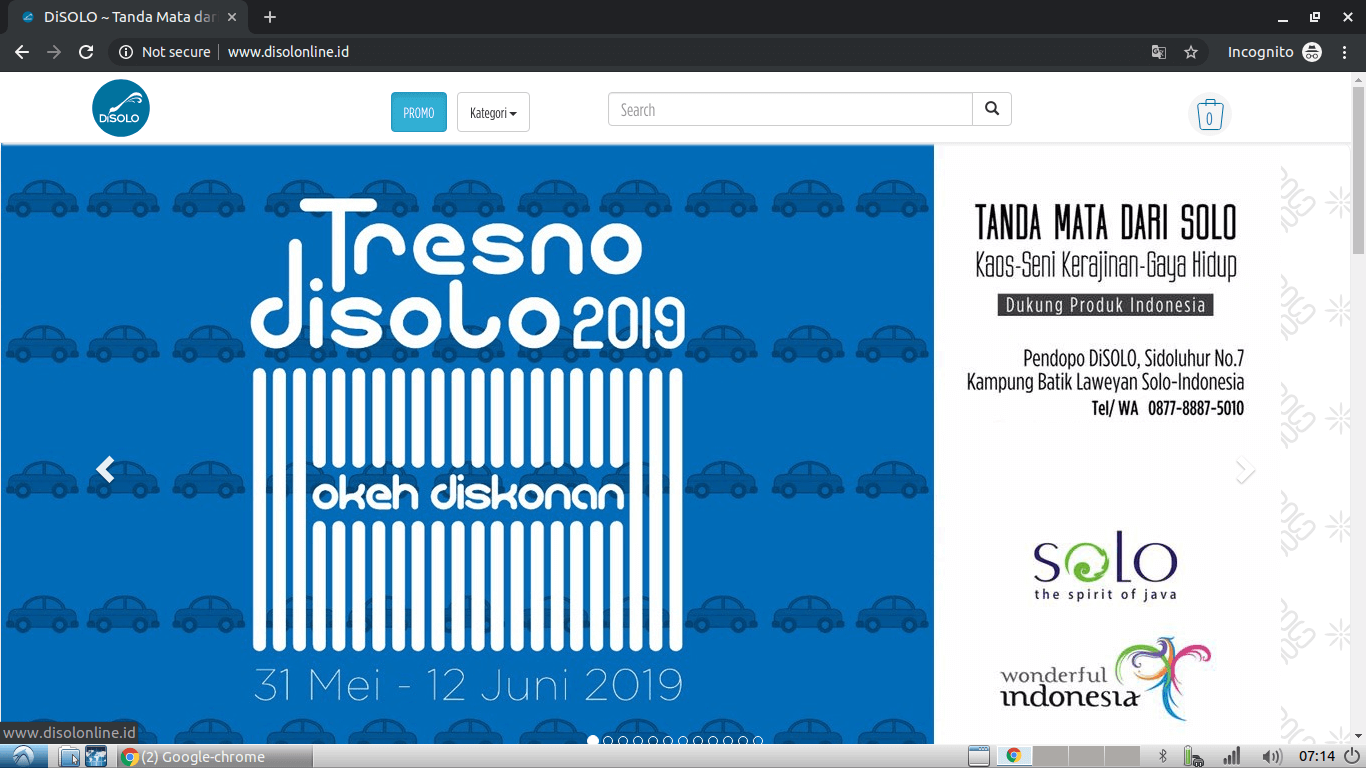 DiSOLO ~ Tanda Mata dar
Not secure
www.disolonline.id
Incognito
DiSOLO
PROMO
Kategori
Search
0
Tresno
disolo 2019
okeh diskonan
31 Mei - 12 Juni 2019
TANDA MATA DARI SOLO
Kaos-Seni Kerajinan-Gaya Hidup
Dukung Produk Indonesia
Pendopo DiSOLO, Sidoluhur No.7
Kampung Batik Laweyan Solo-Indonesia
Tel/ WA 0877-8887-5010
solo
the spirit of java
wonderful
indonesia
www.disolonline.id
(2) Google-chrome
07:14